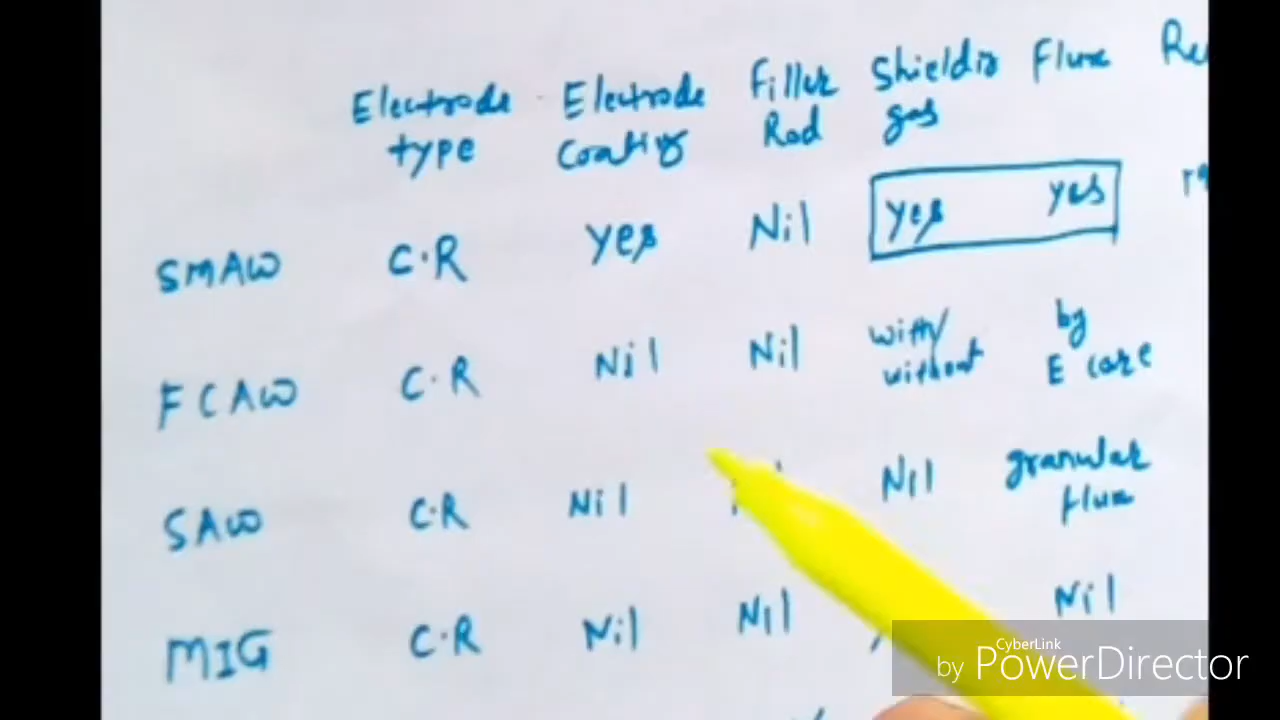 Electrode type Electrode Coating Filler Rod Shieldig gas Flux
SMAW C.R Yes Nil Yes Yes
FCAW C.R Nil Nil with/without by E core
SAW C.R Nil Nil granular flux
MIG C.R Nil Nil Nil
CyberLink
by PowerDirector